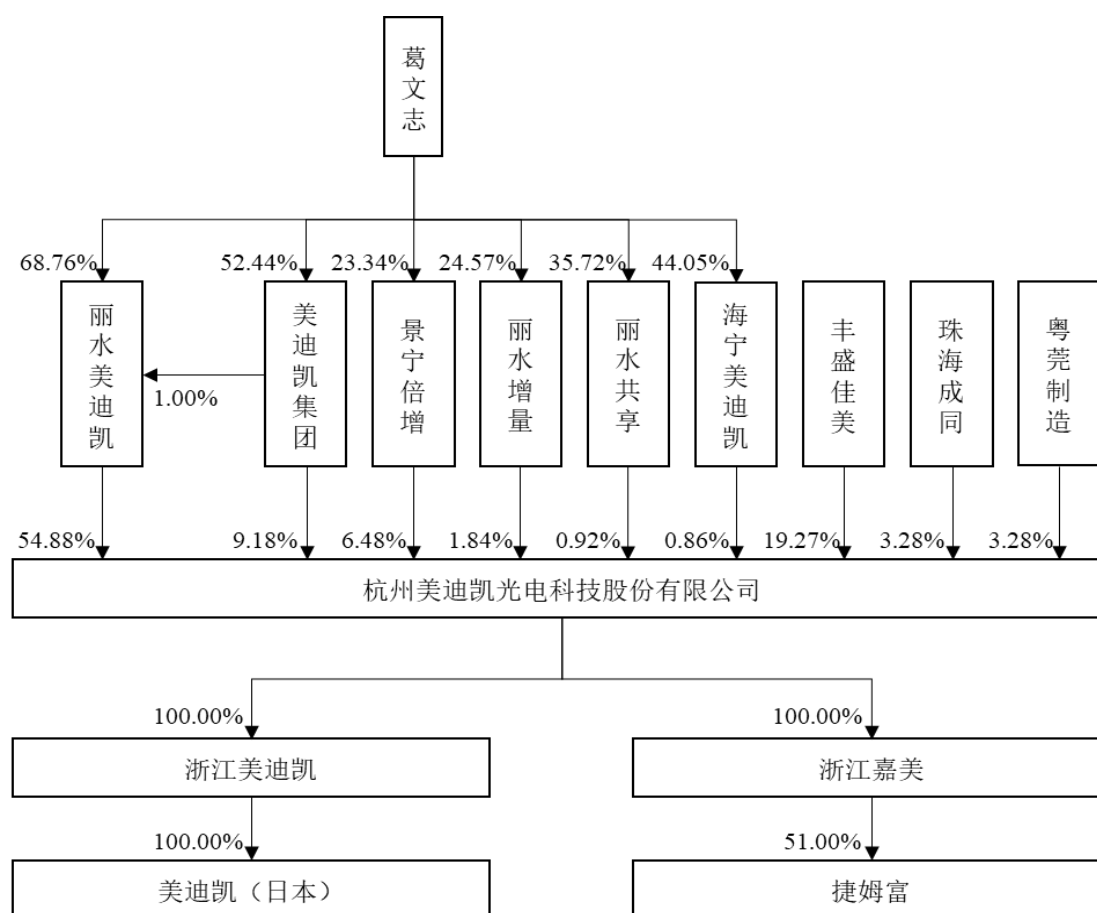 葛文志
68.76%
52.44%
23.34%
24.57%
35.72%
44.05%
丽水美迪凯
美迪凯集团
景宁倍增
丽水增量
丽水共享
海宁美迪凯
丰盛佳美
珠海成同
粤莞制造
1.00%
54.88%
9.18%
6.48%
1.84%
0.92%
0.86%
19.27%
3.28%
3.28%
杭州美迪凯光电科技股份有限公司
100.00%
100.00%
浙江美迪凯
浙江嘉美
100.00%
51.00%
美迪凯（日本）
捷姆富